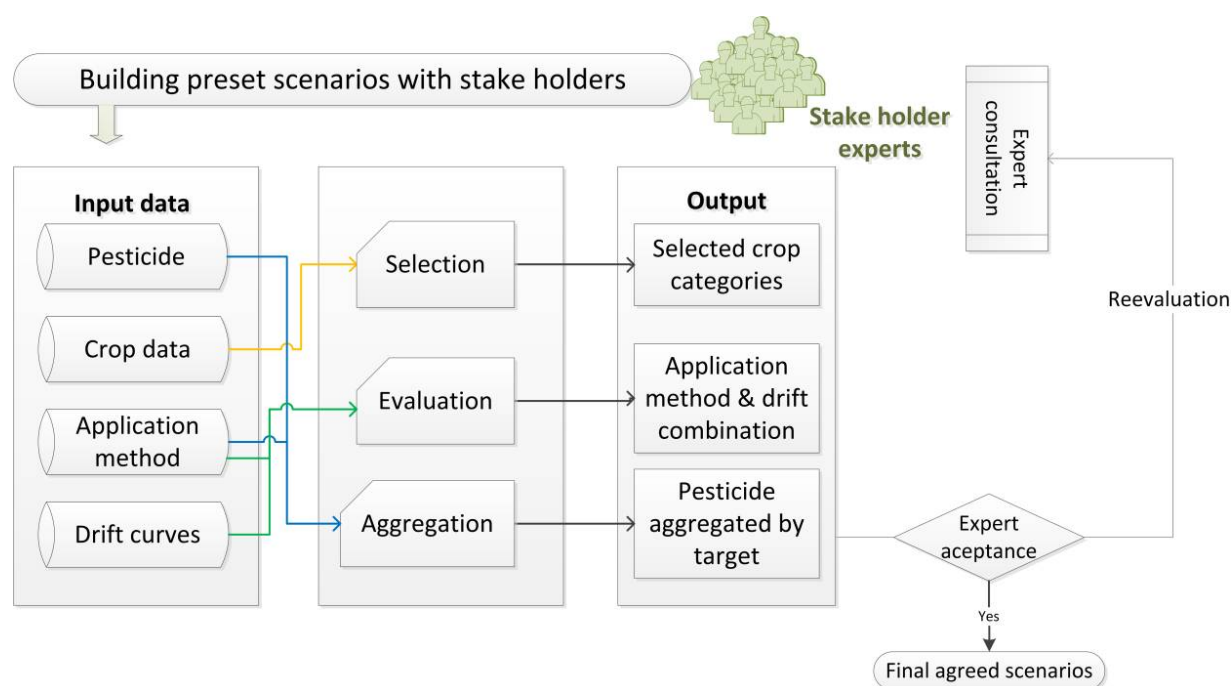 Building preset scenarios with stake holders
Stake holder
experts
Expert
consultation
Input data
Pesticide
Crop data
Application
method
Drift curves
Selection
Evaluation
Aggregation
Output
Selected crop
categories
Application
method & drift
combination
Pesticide
aggregated by
target
Reevaluation
Expert
aceptance
Yes
Final agreed scenarios